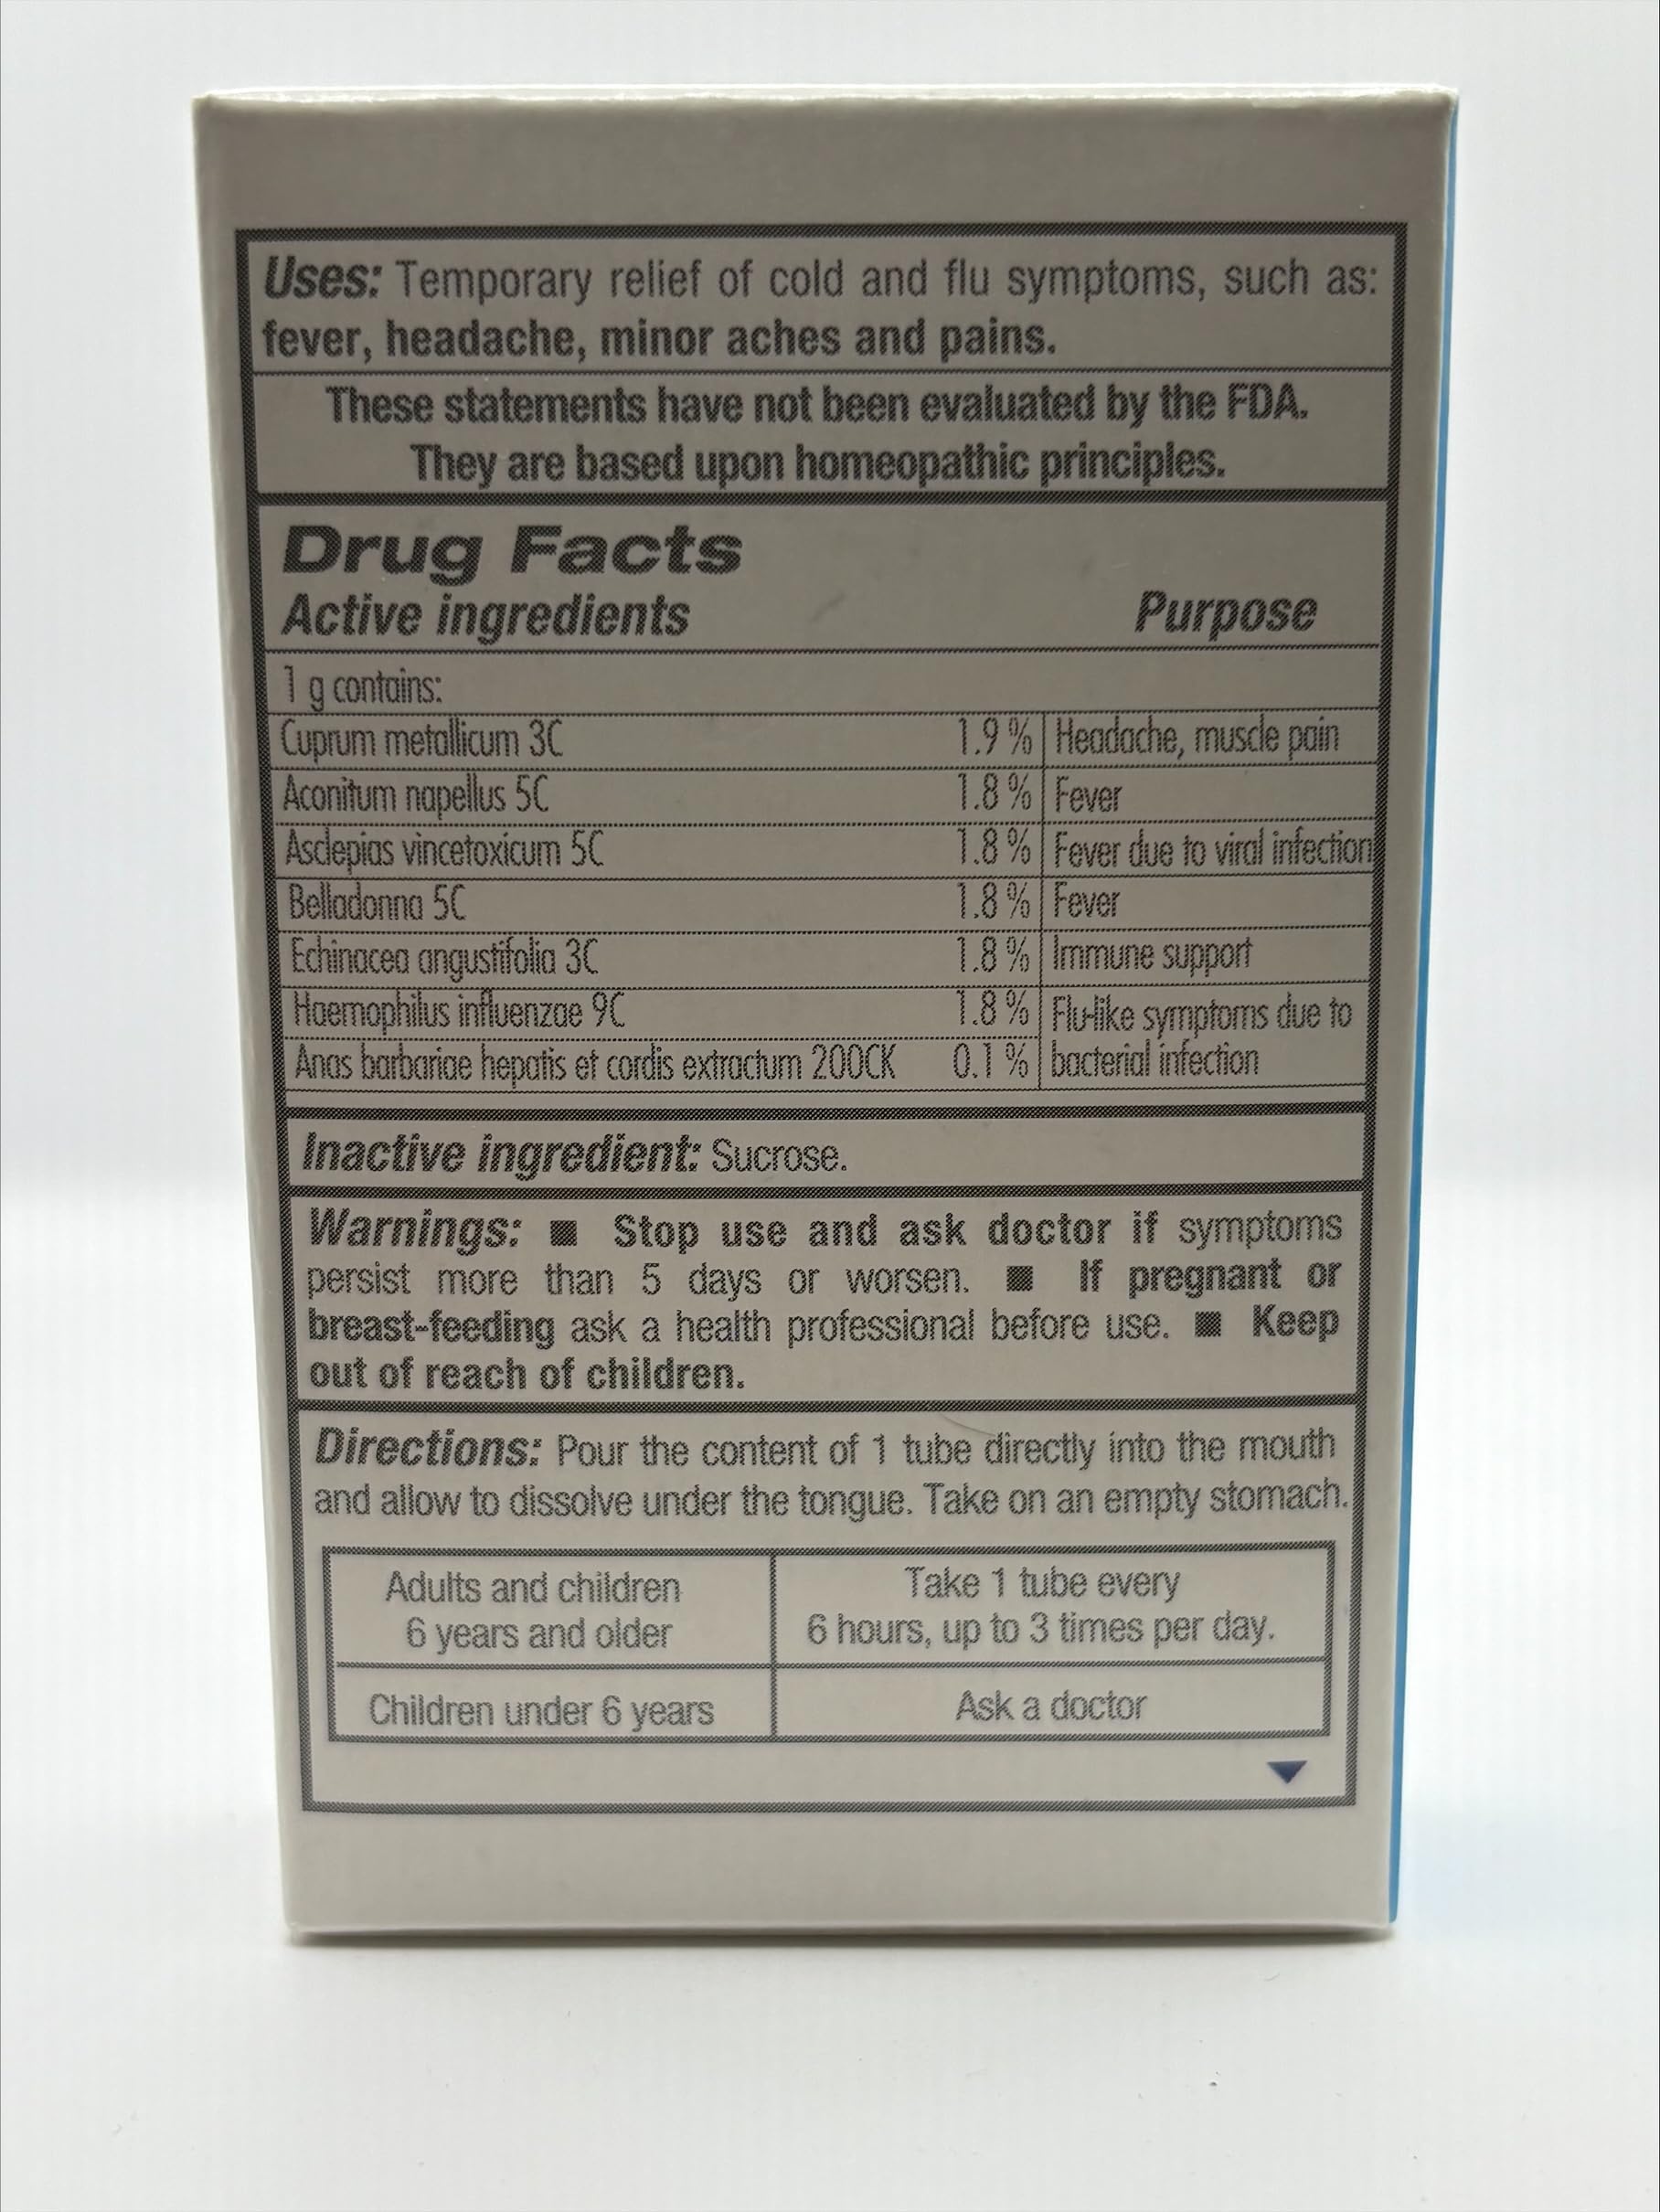 Uses: Temporary relief of cold and flu symptoms, such as:
fever, headache, minor aches and pains.
These statements have not been evaluated by the FDA.
They are based upon homeopathic principles.
Drug Facts
Active ingredients Purpose
1 g contains:
Cuprum metallicum 3C 1.9 % Headache, muscle pain
Aconitum napellus 5C 1.8 % Fever
Asclepias vincetoxicum 5C 1.8 % Fever due to viral infection
Belladonna 5C 1.8 % Fever
Echinacea angustifolia 3C 1.8 % Immune support
Haemophilus influenzae 9C 1.8 % Flu-like symptoms due to
Anas barbariae hepatis et cordis extractum 200CK 0.1 % bacterial infection
Inactive ingredient: Sucrose.
Warnings: ■ Stop use and ask doctor if symptoms
persist more than 5 days or worsen. ■ If pregnant or
breast-feeding ask a health professional before use. ■ Keep
out of reach of children.
Directions: Pour the content of 1 tube directly into the mouth
and allow to dissolve under the tongue. Take on an empty stomach.
Adults and children Take 1 tube every
6 years and older 6 hours, up to 3 times per day.
Children under 6 years Ask a doctor